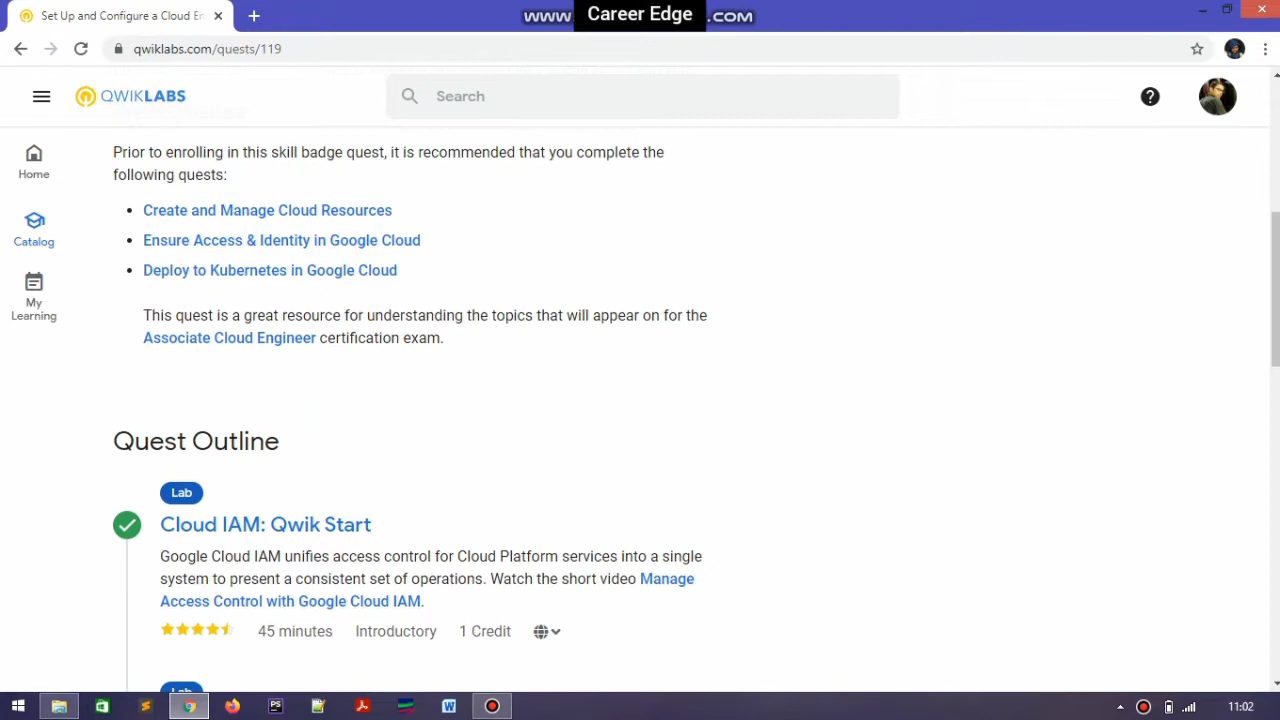 Set Up and Configure a Cloud En
www Career Edge .com
qwiklabs.com/quests/119
QWIKLABS
Search
Home
Catalog
My
Learning
Prior to enrolling in this skill badge quest, it is recommended that you complete the
following quests:
Create and Manage Cloud Resources
Ensure Access & Identity in Google Cloud
Deploy to Kubernetes in Google Cloud
This quest is a great resource for understanding the topics that will appear on for the
Associate Cloud Engineer certification exam.
Quest Outline
Lab
Cloud IAM: Qwik Start
Google Cloud IAM unifies access control for Cloud Platform services into a single
system to present a consistent set of operations. Watch the short video Manage
Access Control with Google Cloud IAM.
45 minutes Introductory 1 Credit
Lab
PS
W
11:02